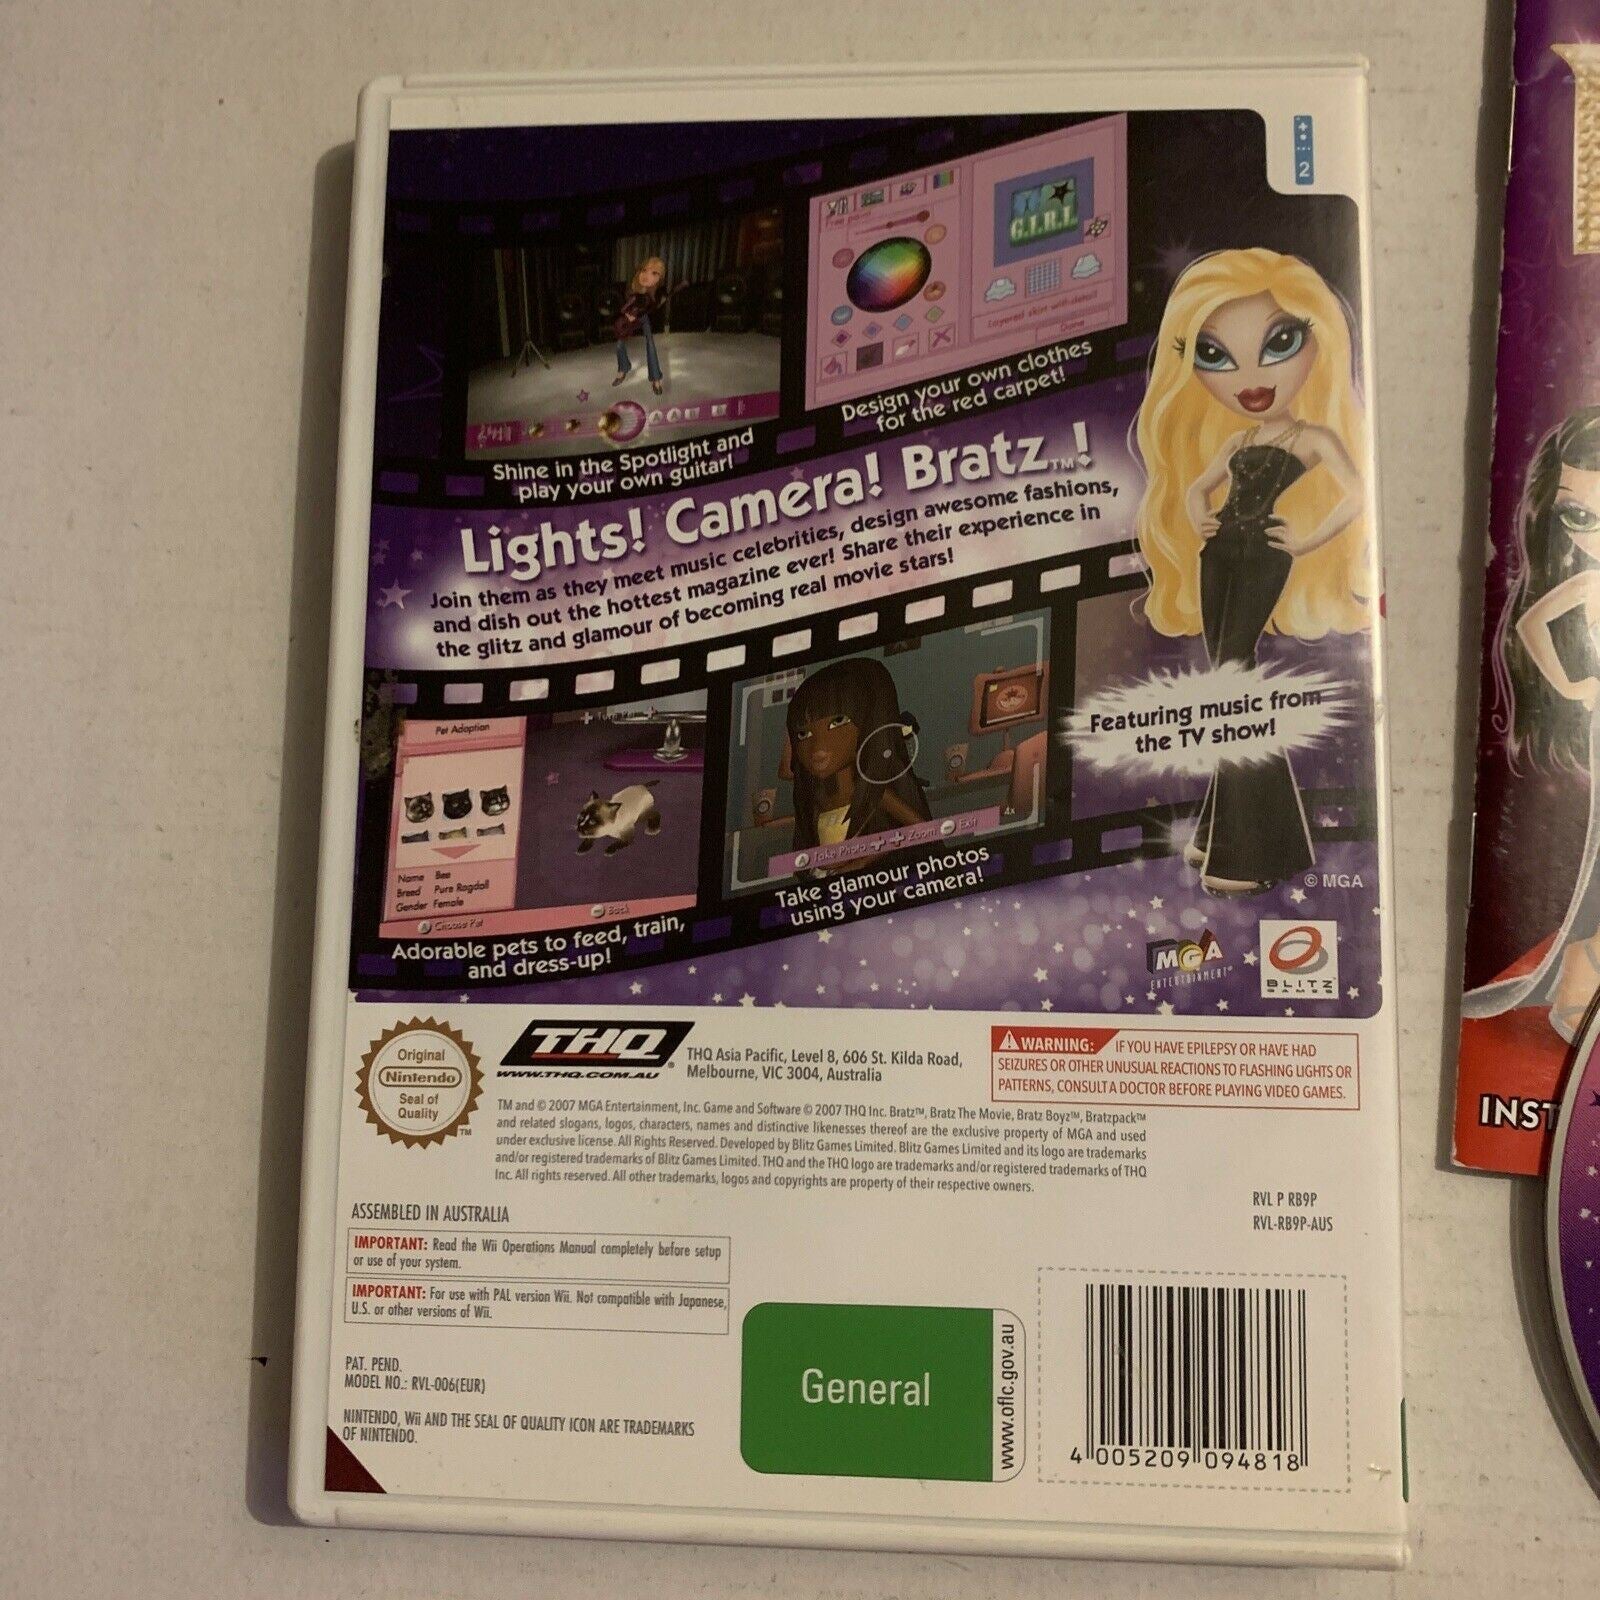 2
Free paint
G.I.R.L
Layered skirt with detail
Done
Design your own clothes
for the red carpet!
Shine in the Spotlight and
play your own guitar!
Lights! Camera! Bratz™!
Join them as they meet music celebrities, design awesome fashions,
and dish out the hottest magazine ever! Share their experience in
the glitz and glamour of becoming real movie stars!
Pet Adoption
Name Bee
Breed Pure Ragdoll
Gender Female
A Choose Pet
Back
A Take Photo
Zoom
Exit
4x
Featuring music from
the TV show!
Take glamour photos
using your camera!
Adorable pets to feed, train,
and dress-up!
© MGA
MGA
ENTERTAINMENT®
BLITZ
GAMES
Original
Nintendo
Seal of
Quality
™
THQ®
WWW.THQ.COM.AU
THQ Asia Pacific, Level 8, 606 St. Kilda Road,
Melbourne, VIC 3004, Australia
WARNING: IF YOU HAVE EPILEPSY OR HAVE HAD
SEIZURES OR OTHER UNUSUAL REACTIONS TO FLASHING LIGHTS OR
PATTERNS, CONSULT A DOCTOR BEFORE PLAYING VIDEO GAMES.
TM and © 2007 MGA Entertainment, Inc. Game and Software © 2007 THQ Inc. Bratz™, Bratz The Movie, Bratz Boyz™, Bratzpack™
and related slogans, logos, characters, names and distinctive likenesses thereof are the exclusive property of MGA and used
under exclusive license. All Rights Reserved. Developed by Blitz Games Limited. Blitz Games Limited and its logo are trademarks
and/or registered trademarks of Blitz Games Limited. THQ and the THQ logo are trademarks and/or registered trademarks of THQ
Inc. All rights reserved. All other trademarks, logos and copyrights are property of their respective owners.
RVL P RB9P
RVL-RB9P-AUS
ASSEMBLED IN AUSTRALIA
IMPORTANT: Read the Wii Operations Manual completely before setup
or use of your system.
IMPORTANT: For use with PAL version Wii. Not compatible with Japanese,
U.S. or other versions of Wii.
PAT. PEND.
MODEL NO.: RVL-006(EUR)
NINTENDO, Wii AND THE SEAL OF QUALITY ICON ARE TRADEMARKS
OF NINTENDO.
General
www.oflc.gov.au
4 005209 094818
INST